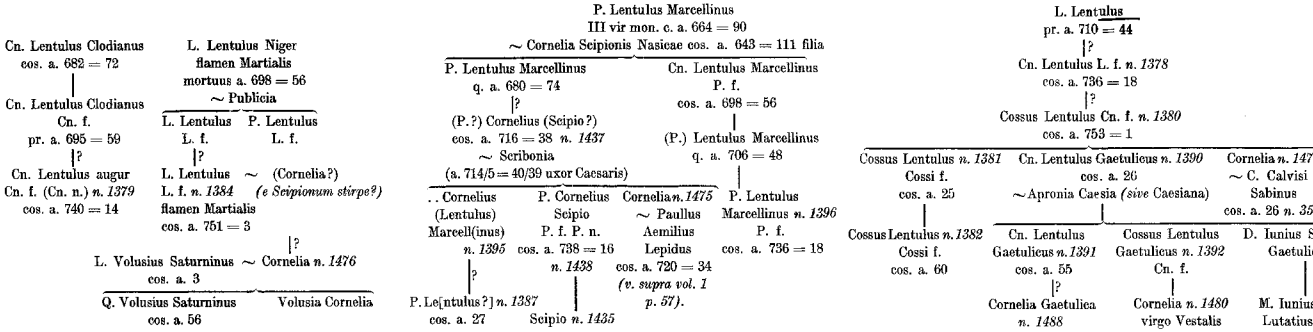 Cn. Lentulus Clodianus
cos. a. 682 = 72
Cn. Lentulus Clodianus
Cn. f.
pr. a. 695 = 59
|?
Cn. Lentulus augur
Cn. f. (Cn. n.) n. 1379
cos. a. 740 = 14
L. Lentulus Niger
flamen Martialis
mortuus a. 698 = 56
~ Publicia
L. Lentulus P. Lentulus
L. f. L. f.
|?
L. Lentulus ~ (Cornelia?)
L. f. n. 1384 (e Scipionum stirpe?)
flamen Martialis
cos. a. 751 = 3
|?
L. Volusius Saturninus ~ Cornelia n. 1476
cos. a. 3
Q. Volusius Saturninus Volusia Cornelia
cos. a. 56
P. Lentulus Marcellinus
III vir mon. c. a. 664 = 90
~ Cornelia Scipionis Nasicae cos. a. 643 = 111 filia
P. Lentulus Marcellinus
q. a. 680 = 74
|?
(P.?) Cornelius (Scipio?)
cos. a. 716 = 38 n. 1437
~ Scribonia
(a. 714/5 = 40/39 uxor Caesaris)
. . Cornelius
(Lentulus)
Marcell(inus)
n. 1395
?
P. Le[ntulus?] n. 1387
cos. a. 27
P. Cornelius
Scipio
P. f. P. n.
cos. a. 738 = 16
n. 1438
Scipio n. 1435
Cornelia n. 1475
~ Paullus
Aemilius
Lepidus
cos. a. 720 = 34
(v. supra vol. 1
p. 57).
Cn. Lentulus Marcellinus
P. f.
cos. a. 698 = 56
(P.) Lentulus Marcellinus
q. a. 706 = 48
P. Lentulus
Marcellinus n. 1396
P. f.
cos. a. 736 = 18
L. Lentulus
pr. a. 710 = 44
|?
Cn. Lentulus L. f. n. 1378
cos. a. 736 = 18
|?
Cossus Lentulus Cn. f. n. 1380
cos. a. 753 = 1
Cossus Lentulus n. 1381
Cossi f.
cos. a. 25
Cossus Lentulus n. 1382
Cossi f.
cos. a. 60
Cn. Lentulus Gaetulicus n. 1390
cos. a. 26
~ Apronia Caesia (sive Caesiana)
Cn. Lentulus
Gaetulicus n. 1391
cos. a. 55
|?
Cornelia Gaetulica
n. 1488
Cossus Lentulus
Gaetulicus n. 1392
Cn. f.
Cornelia n. 1480
virgo Vestalis
Cornelia n. 147
~ C. Calvisi
Sabinus
cos. a. 26 n. 35
D. Iunius S
Gaetuli
M. Iunius
Lutatius